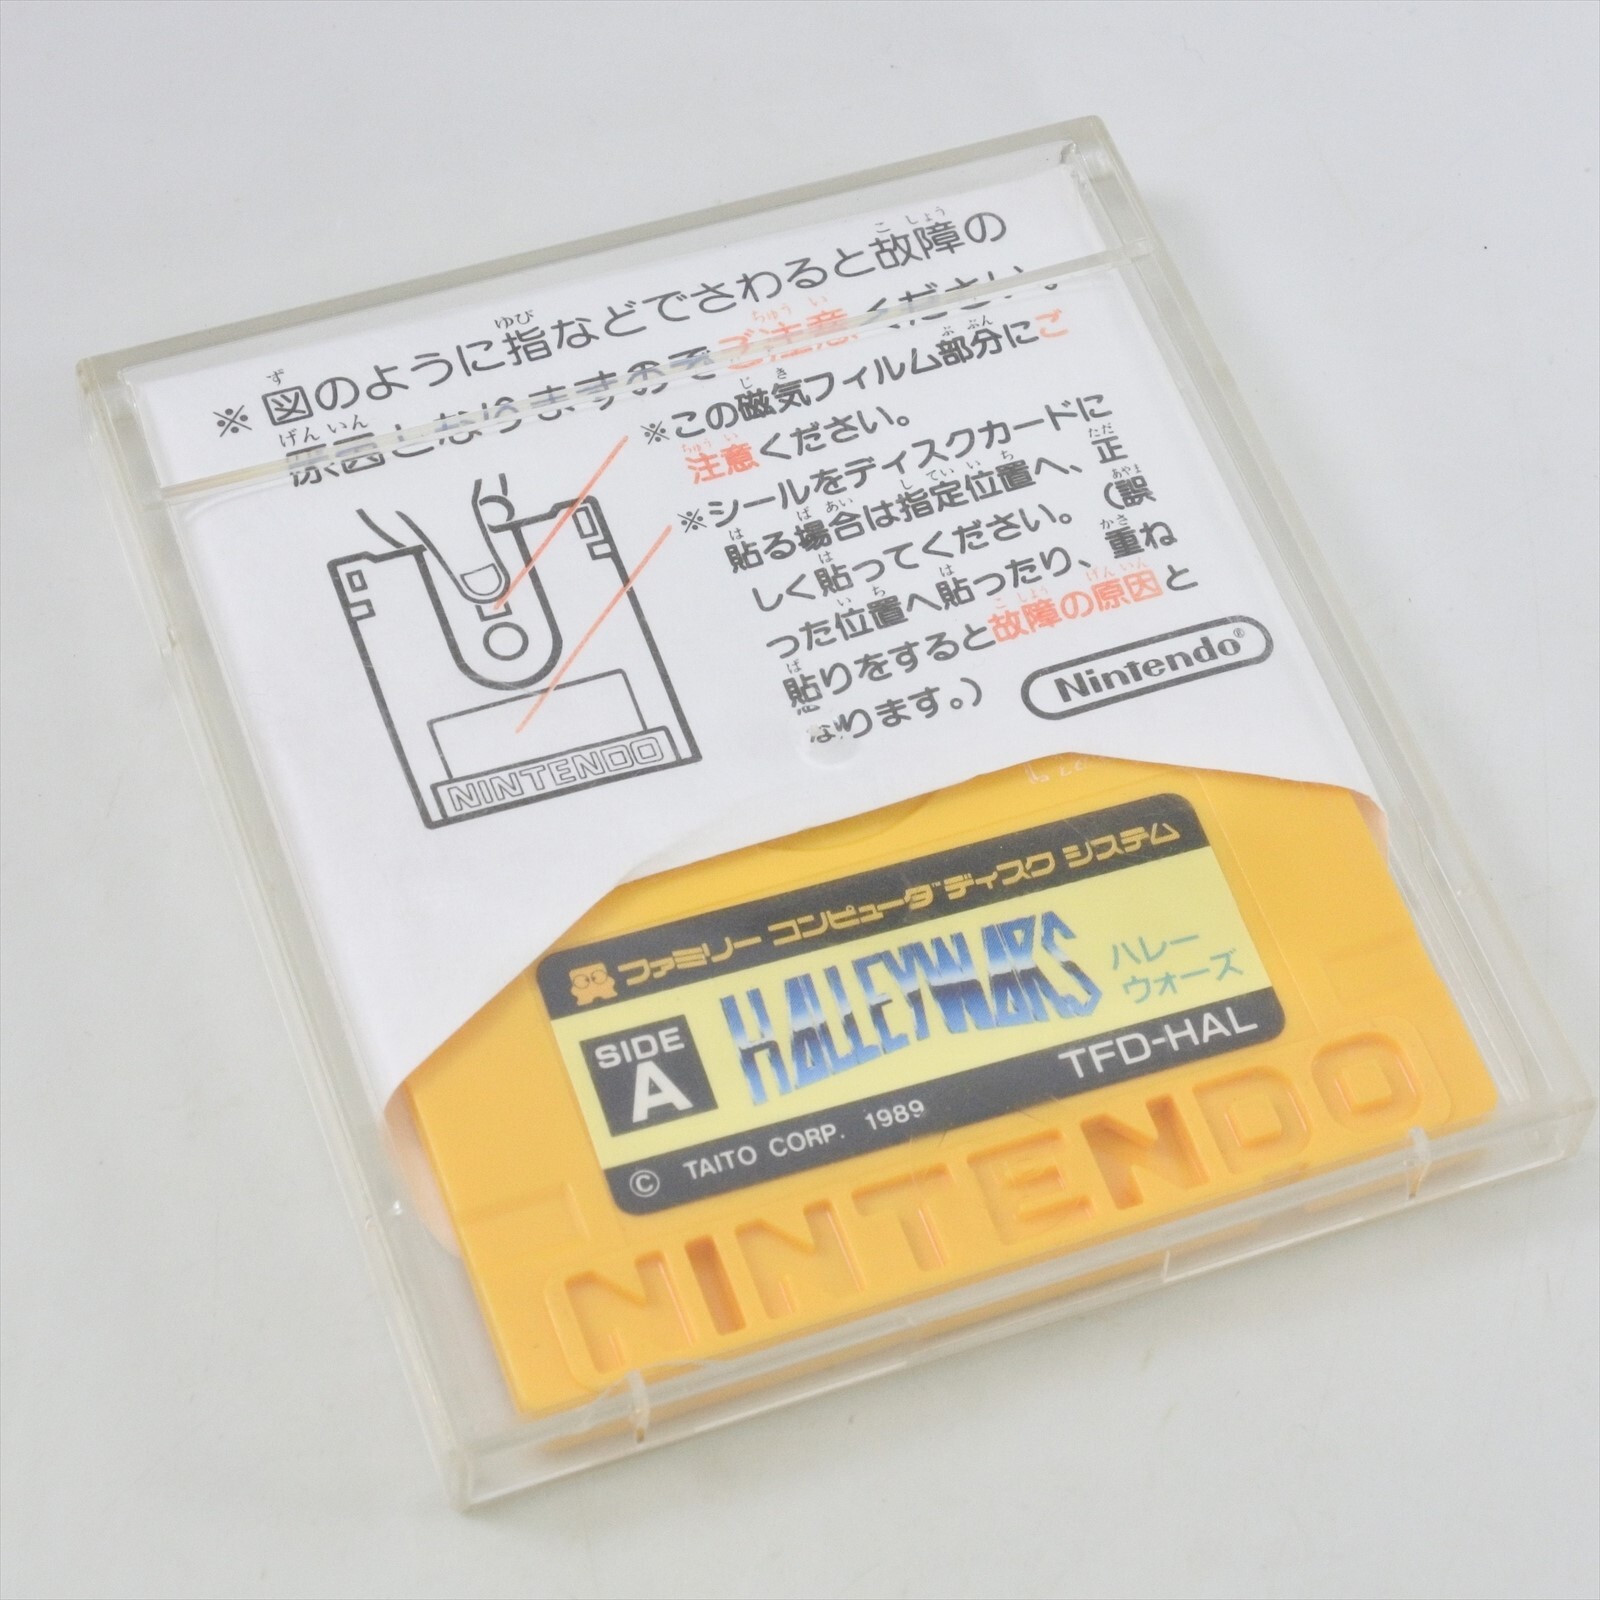 ※図のように指などでさわると故障の
原因となりますのでご注意ください。
※この磁気フィルム部分にご
注意ください。
※シールをディスクカードに
貼る場合は指定位置へ、正
しく貼ってください。(誤
った位置へ貼ったり、重ね
貼りをすると故障の原因と
なります。)
Nintendo®
NINTENDO
ファミリー コンピュータ™ ディスク システム
SIDE
A
HALLEYWARS
ハレー
ウォーズ
TFD-HAL
© TAITO CORP. 1989
NINTENDO